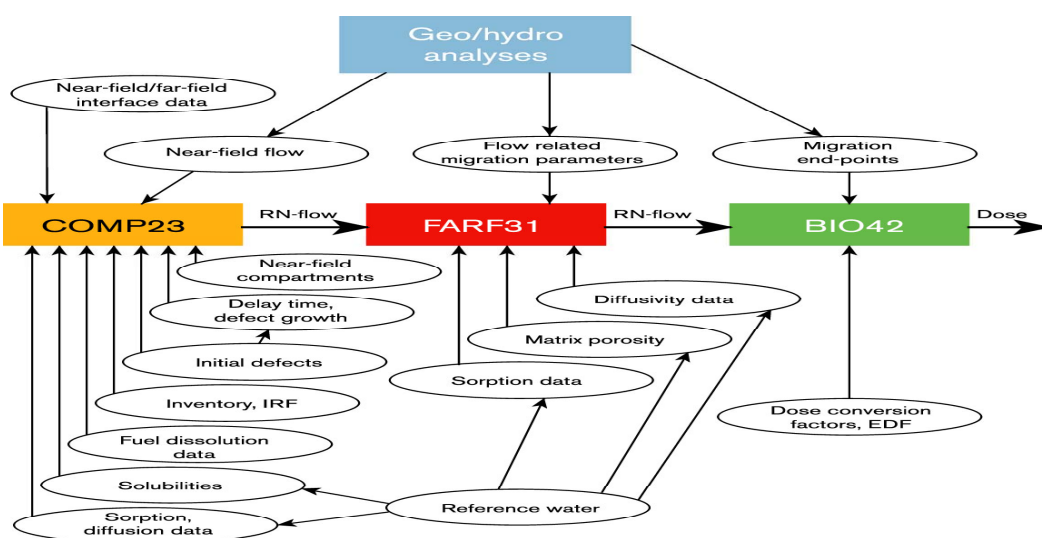 Geo/hydro
analyses
Near-field/far-field
interface data
Near-field flow
Flow related
migration parameters
Migration
end-points
COMP23
RN-flow
FARF31
RN-flow
BIO42
Dose
Near-field
compartments
Delay time,
defect growth
Diffusivity data
Initial defects
Matrix porosity
Sorption data
Inventory, IRF
Dose conversion
factors, EDF
Fuel dissolution
data
Solubilities
Reference water
Sorption,
diffusion data